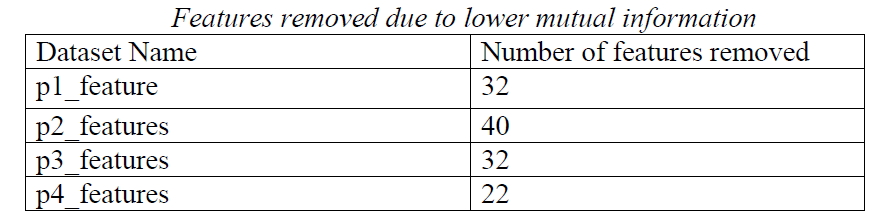 Features removed due to lower mutual information
Dataset Name Number of features removed
p1_feature 32
p2_features 40
p3_features 32
p4_features 22